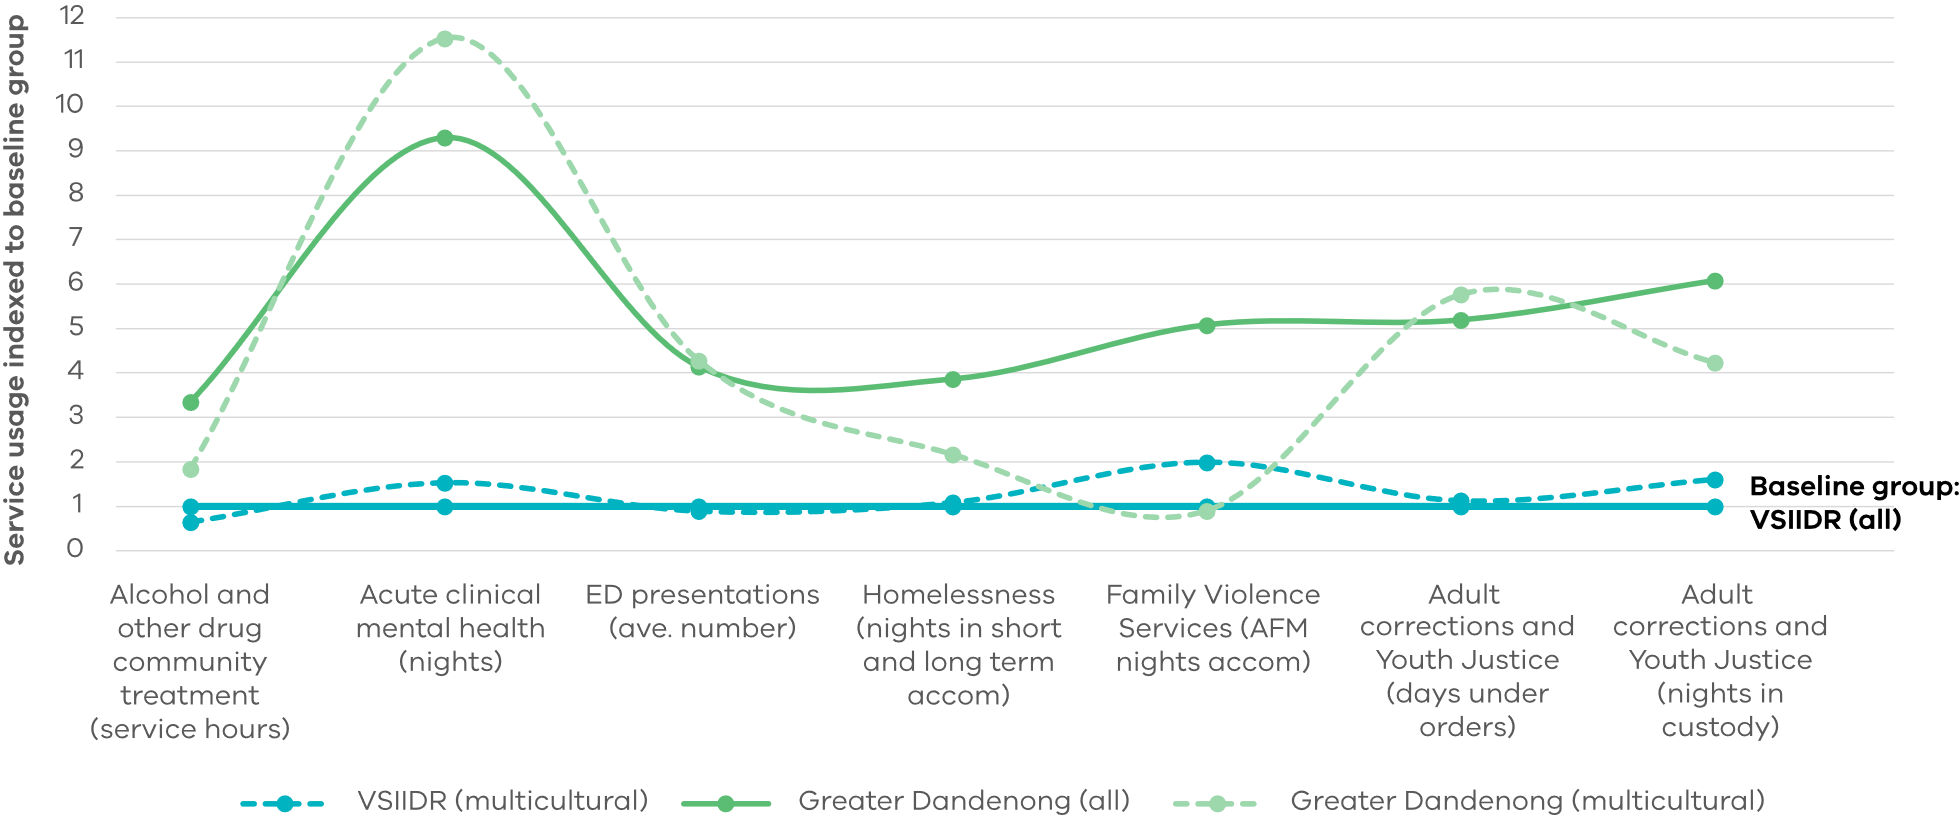 Service usage indexed to baseline group
12
11
10
9
8
7
6
5
4
3
2
1
0
Baseline group:
VSIIDR (all)
Alcohol and
other drug
community
treatment
(service hours)
Acute clinical
mental health
(nights)
ED presentations
(ave. number)
Homelessness
(nights in short
and long term
accom)
Family Violence
Services (AFM
nights accom)
Adult
corrections and
Youth Justice
(days under
orders)
Adult
corrections and
Youth Justice
(nights in
custody)
VSIIDR (multicultural)
Greater Dandenong (all)
Greater Dandenong (multicultural)